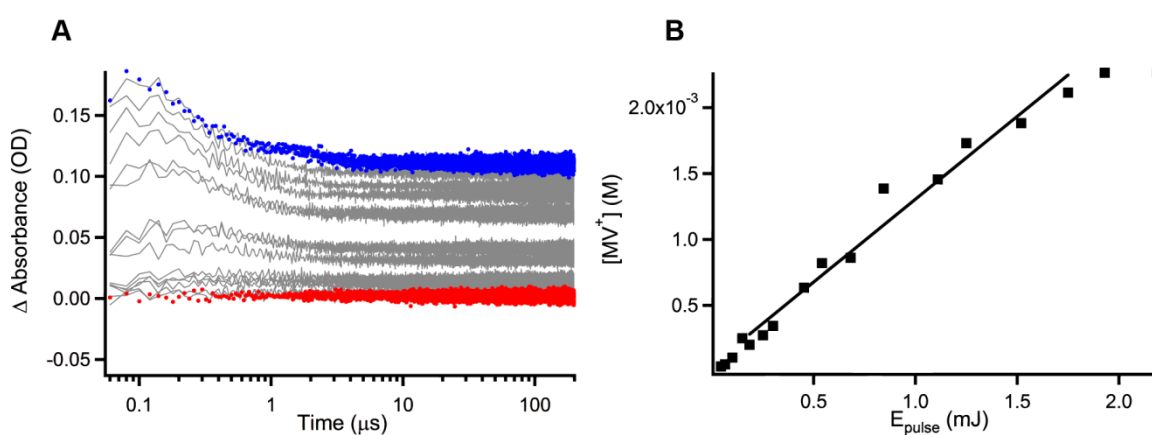 A
Δ Absorbance (OD)
0.15
0.10
0.05
0.00
-0.05
0.1
1
10
100
Time (μs)
B
[MV⁺] (M)
2.0x10⁻³
1.5
1.0
0.5
0.5
1.0
1.5
2.0
E_pulse (mJ)